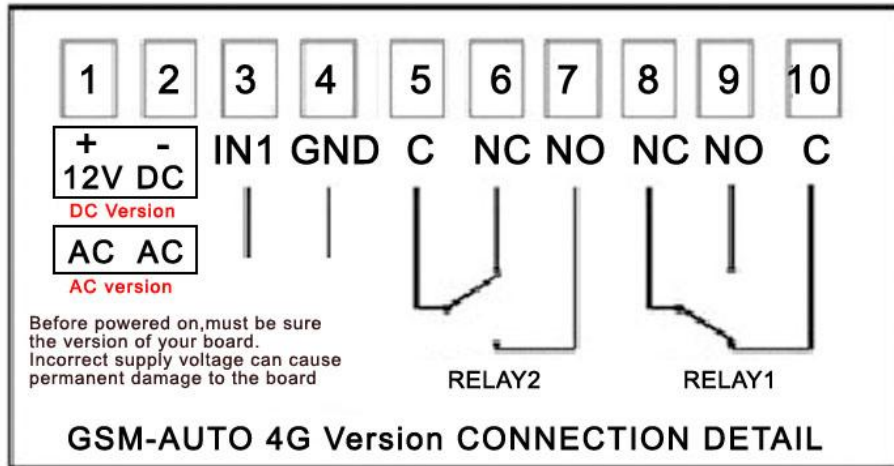 1 2 3 4 5 6 7 8 9 10
+ - IN1 GND C NC NO NC NO C
12V DC
DC Version
AC AC
AC version
Before powered on,must be sure
the version of your board.
Incorrect supply voltage can cause
permanent damage to the board
RELAY2 RELAY1
GSM-AUTO 4G Version CONNECTION DETAIL